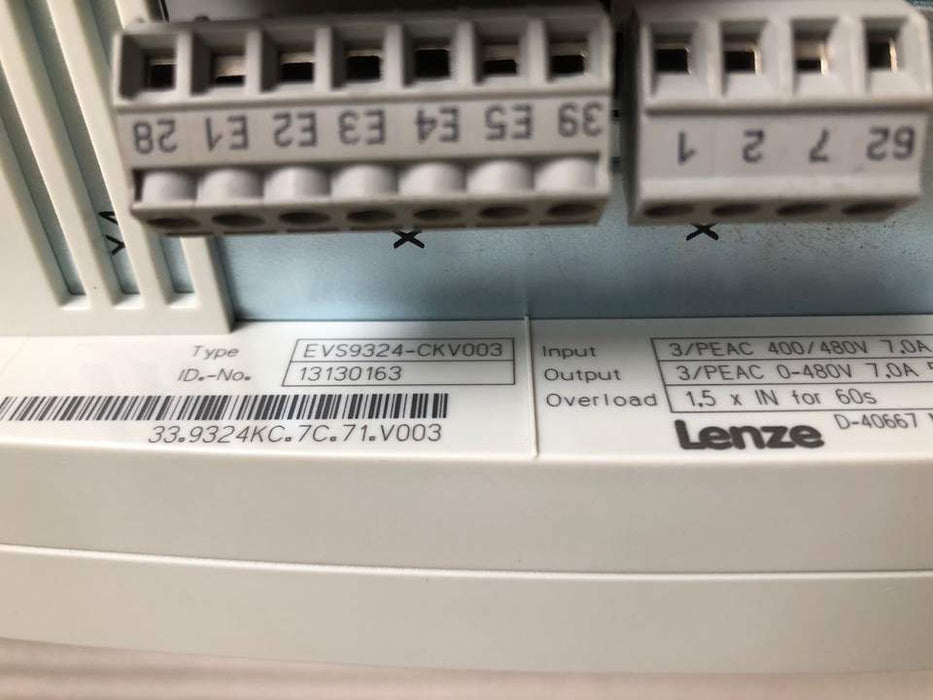 28 E1 E2 E3 E4 E5 39
1 2 7 62
X
X
Type EVS9324-CKV003
ID.-No. 13130163
33.9324KC.7C.71.V003
Input 3/PEAC 400/480V 7.0A
Output 3/PEAC 0-480V 7.0A
Overload 1,5 x IN for 60s
Lenze D-40667